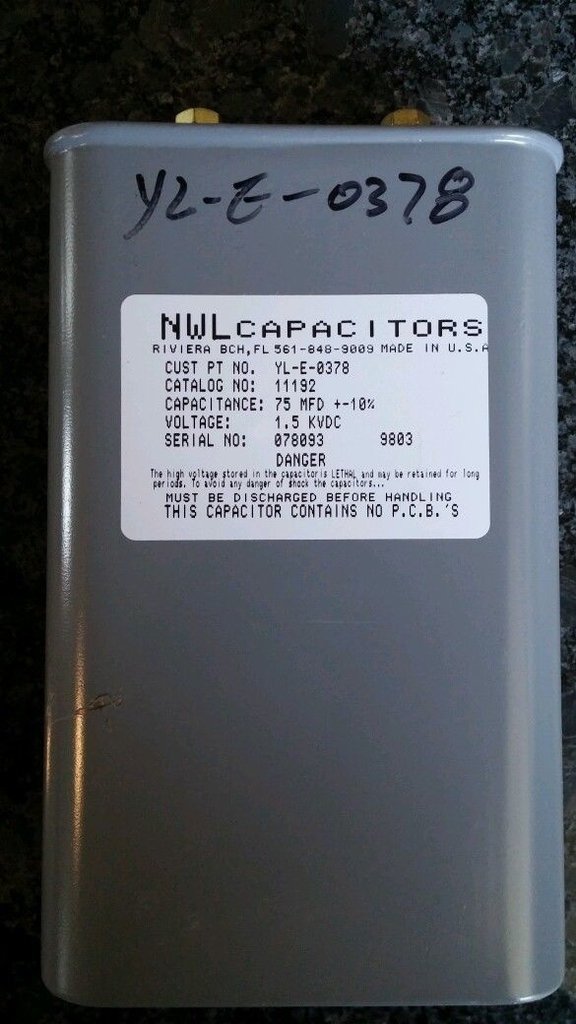 YL-E-0378
NWL CAPACITORS
RIVIERA BCH, FL 561-848-9009 MADE IN U.S.A
CUST PT NO. YL-E-0378
CATALOG NO: 11192
CAPACITANCE: 75 MFD +-10%
VOLTAGE: 1.5 KVDC
SERIAL NO: 078093 9803
DANGER
The high voltage stored in the capacitoris LETHAL and may be retained for long
periods. To avoid any danger of shock the capacitors...
MUST BE DISCHARGED BEFORE HANDLING
THIS CAPACITOR CONTAINS NO P.C.B.'S